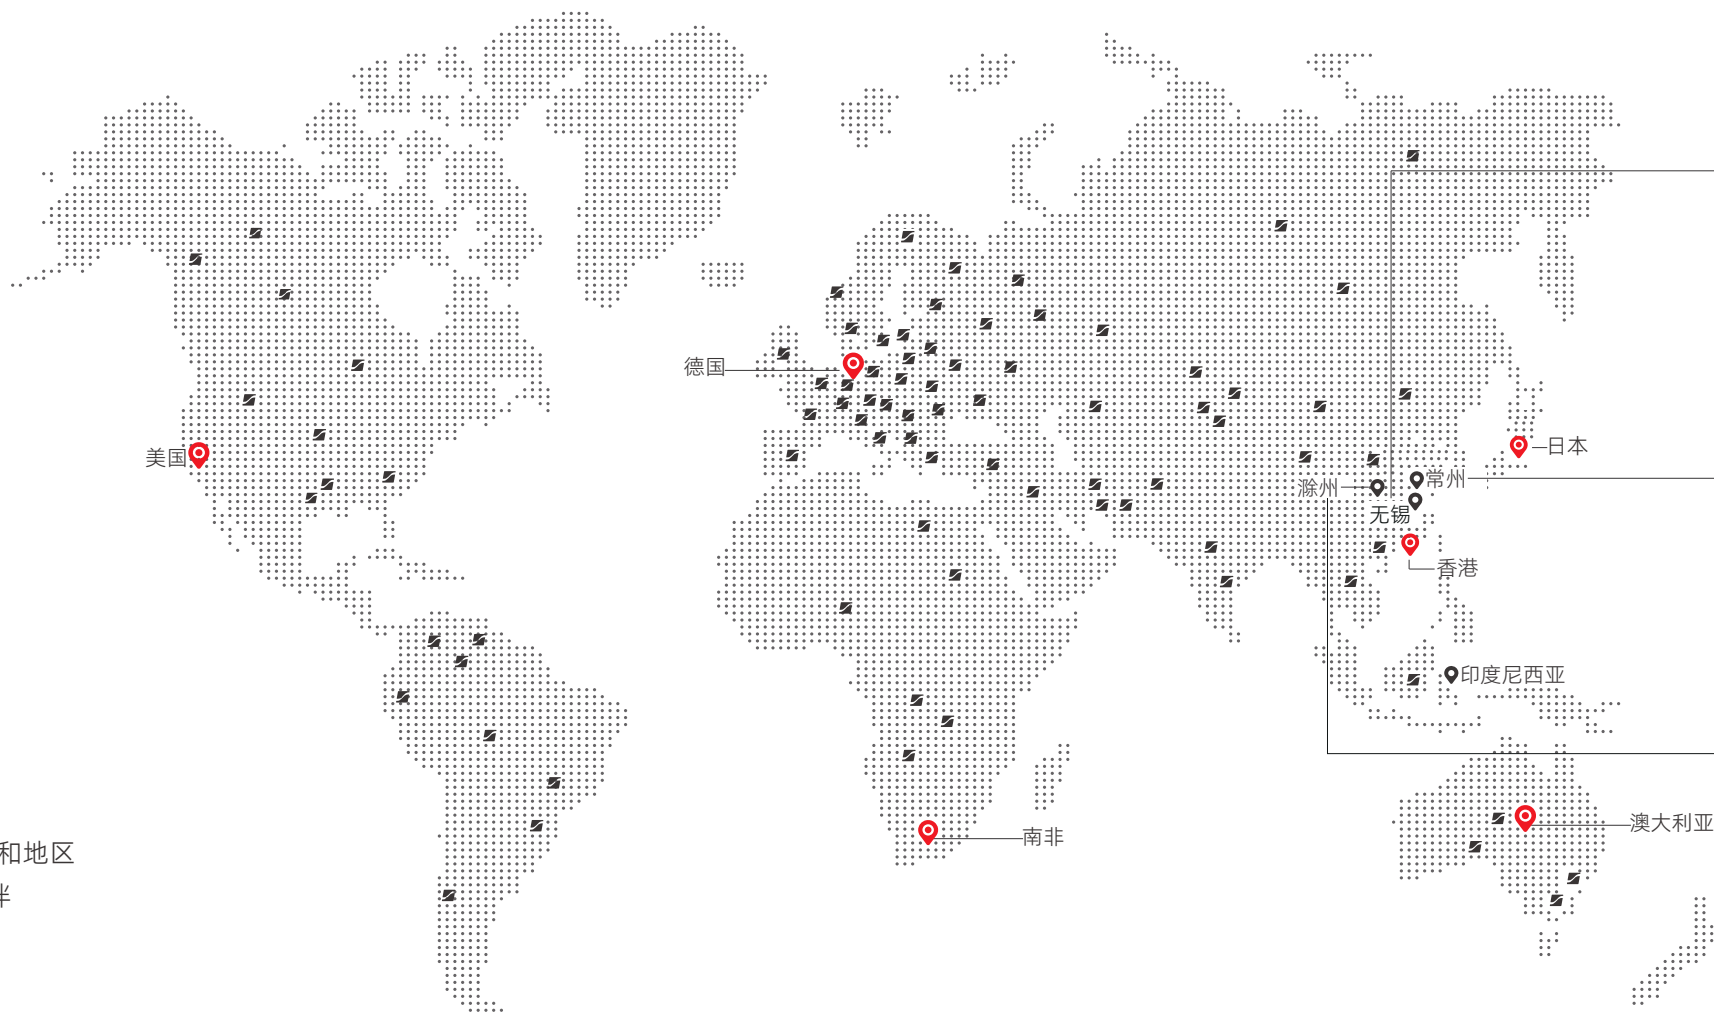 德国
日本
美国
常州
滁州
无锡
香港
印度尼西亚
澳大利亚
南非
和地区